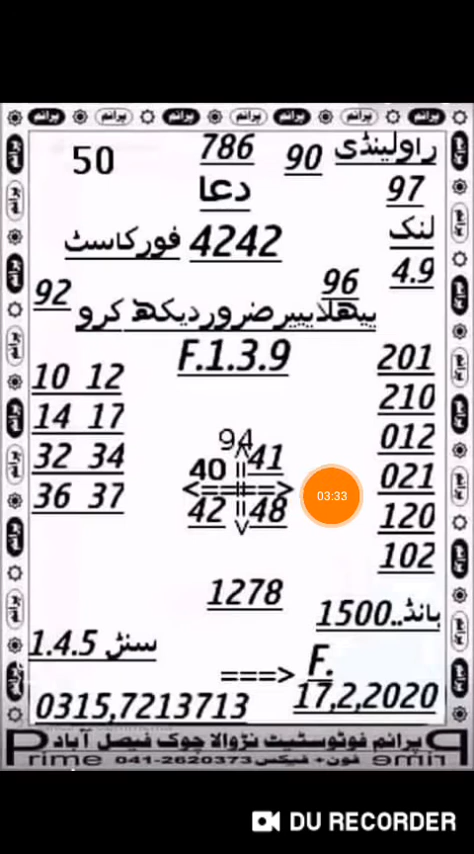 50 786 90 راولپنڈی
دعا 97
فورکاسٹ 4242 لنک
96 4.9
92 پیھلاپیپر ضرور دیکھ کرو
F.1.3.9
10 12 201
14 17 210
32 34 94 012
36 37 40 41 021
<====> 03:33
42 48 120
102
1278
بانڈ..1500
سنٹر 1.4.5
===> F.
0315,7213713 17,2,2020
پرائم فوٹوسٹیٹ نڑوالا چوک فیصل آباد
Prime فون+ فیکس 041-2620373 Prime
DU RECORDER